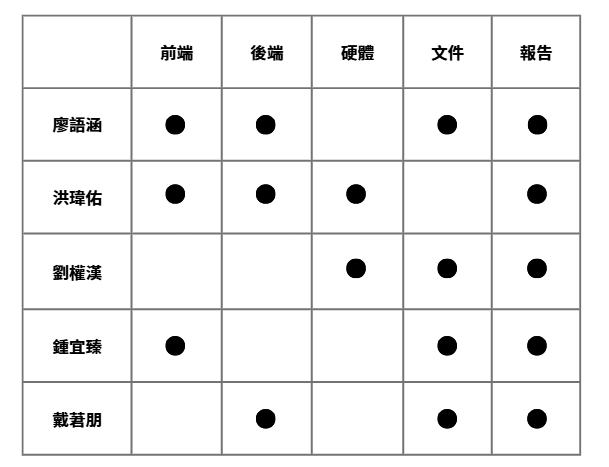 前端 後端 硬體 文件 報告
廖語涵 ● ● ● ●
洪瑋佑 ● ● ● ●
劉權漢 ● ● ●
鍾宜臻 ● ● ●
戴莙朋 ● ● ●